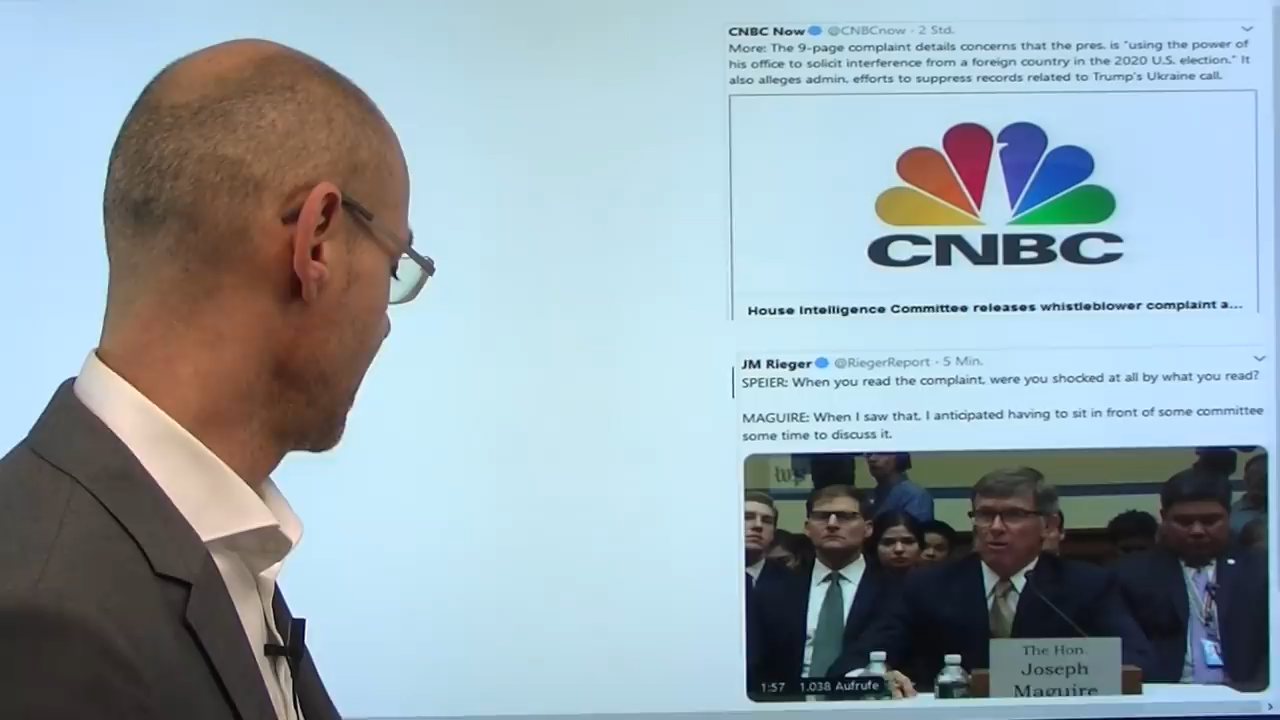 CNBC Now @CNBCnow · 2 Std.
More: The 9-page complaint details concerns that the pres. is "using the power of
his office to solicit interference from a foreign country in the 2020 U.S. election." It
also alleges admin. efforts to suppress records related to Trump's Ukraine call.
CNBC
House Intelligence Committee releases whistleblower complaint a...
JM Rieger @RiegerReport · 5 Min.
SPEIER: When you read the complaint, were you shocked at all by what you read?
MAGUIRE: When I saw that, I anticipated having to sit in front of some committee
some time to discuss it.
wp
The Hon.
Joseph
Maguire
1:57 1.038 Aufrufe